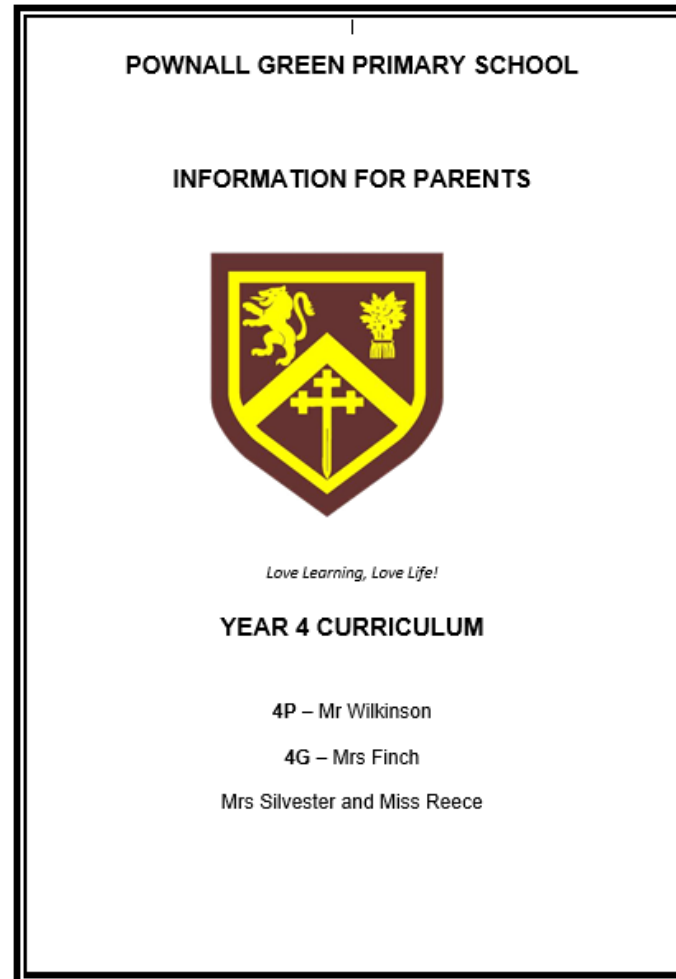 POWNALL GREEN PRIMARY SCHOOL
INFORMATION FOR PARENTS
Love Learning, Love Life!
YEAR 4 CURRICULUM
4P – Mr Wilkinson
4G – Mrs Finch
Mrs Silvester and Miss Reece